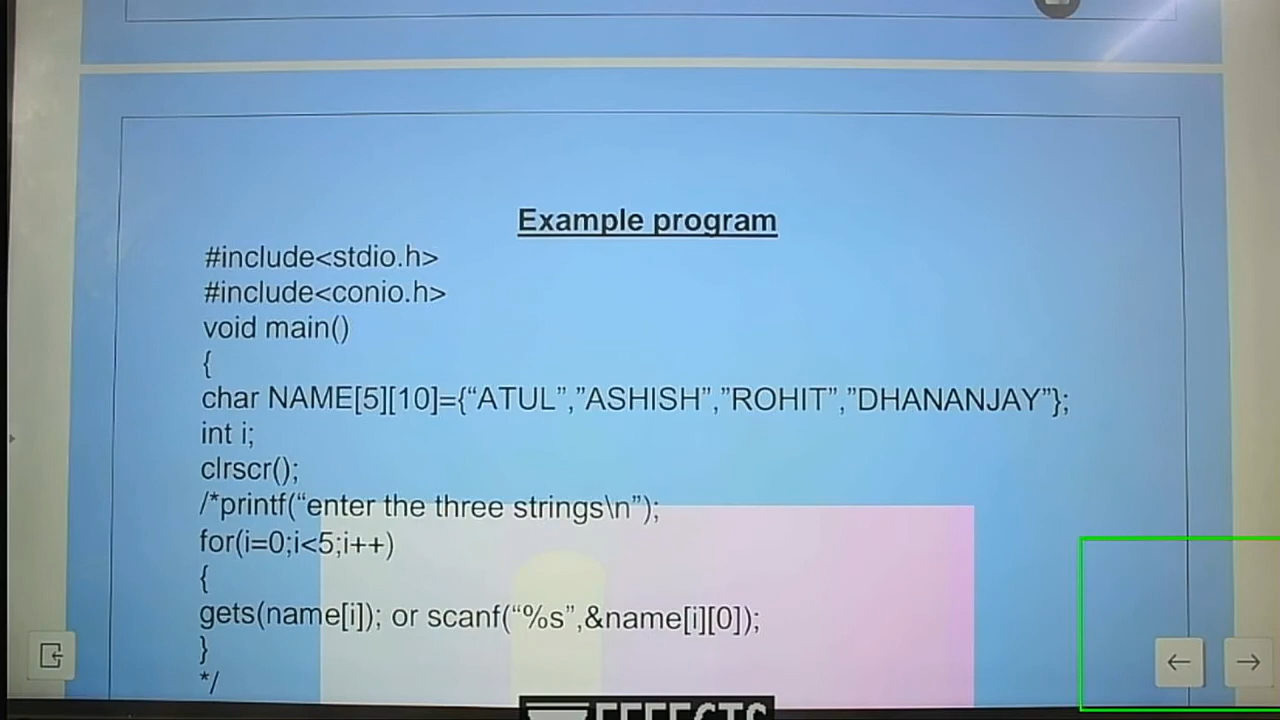 Example program
#include<stdio.h>
#include<conio.h>
void main()
{
char NAME[5][10]={“ATUL”,”ASHISH”,”ROHIT”,”DHANANJAY”};
int i;
clrscr();
/*printf(“enter the three strings\n”);
for(i=0;i<5;i++)
{
gets(name[i]); or scanf(“%s”,&name[i][0]);
}
*/
EFFECTS